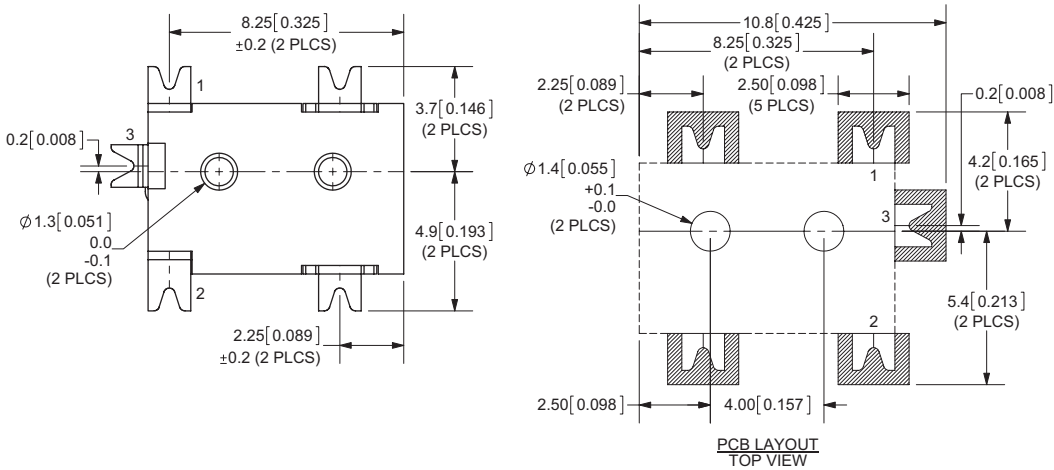 8.25[0.325]
±0.2 (2 PLCS)
1
3.7[0.146]
(2 PLCS)
3
0.2[0.008]
Ø1.3[0.051]
0.0
-0.1
(2 PLCS)
4.9[0.193]
(2 PLCS)
2
2.25[0.089]
±0.2 (2 PLCS)
10.8[0.425]
8.25[0.325]
(2 PLCS)
2.25[0.089]
(2 PLCS)
2.50[0.098]
(5 PLCS)
0.2[0.008]
4.2[0.165]
(2 PLCS)
Ø1.4[0.055]
+0.1
-0.0
(2 PLCS)
1
3
5.4[0.213]
(2 PLCS)
2
2.50[0.098]
4.00[0.157]
PCB LAYOUT
TOP VIEW